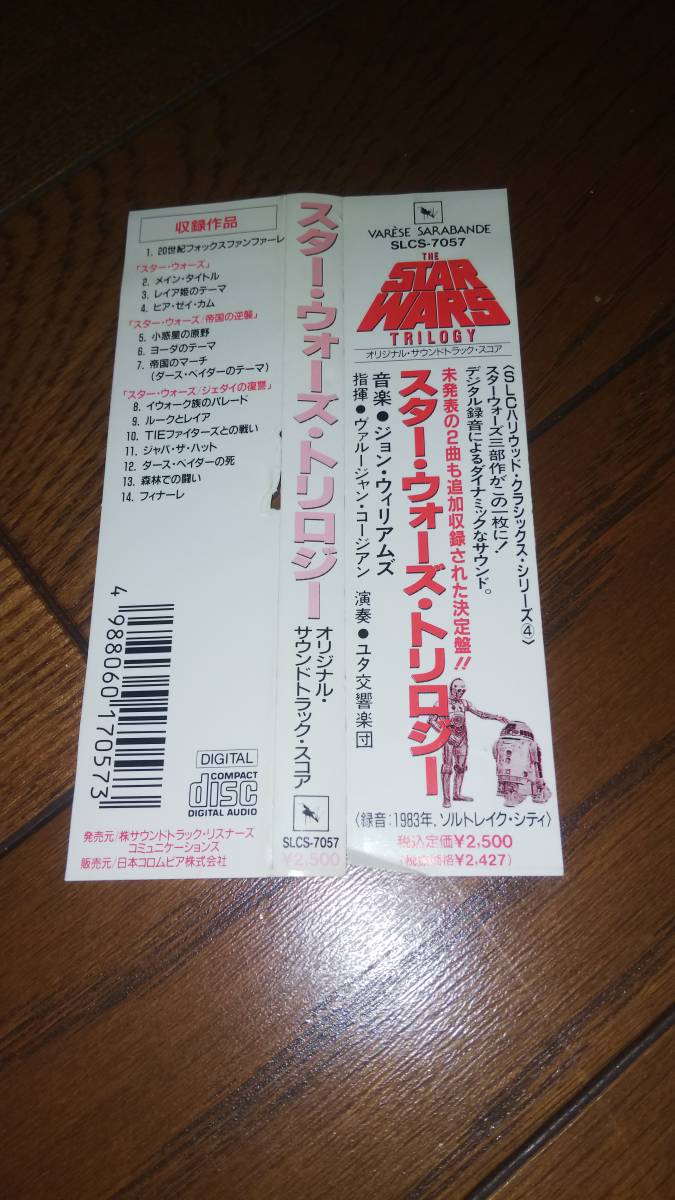 収録作品
1. 20世紀フォックスファンファーレ
「スター・ウォーズ」
2. メイン・タイトル
3. レイア姫のテーマ
4. ヒア・ゼイ・カム
「スター・ウォーズ/帝国の逆襲」
5. 小惑星の原野
6. ヨーダのテーマ
7. 帝国のマーチ
(ダース・ベイダーのテーマ)
「スター・ウォーズ/ジェダイの復讐」
8. イウォーク族のパレード
9. ルークとレイア
10. TIEファイターズとの戦い
11. ジャバ・ザ・ハット
12. ダース・ベイダーの死
13. 森林での闘い
14. フィナーレ
4 988060 170573
DIGITAL
COMPACT
disc
DIGITAL AUDIO
発売元/株サウンドトラック・リスナーズ
コミュニケーションズ
販売元/日本コロムビア株式会社
スター・ウォーズ・トリロジー
オリジナル・
サウンドトラック・スコア
SLCS-7057
¥2,500
VARÈSE SARABANDE
SLCS-7057
THE
STAR
WARS
TRILOGY
オリジナル・サウンドトラック・スコア
〈SLCハリウッド・クラシックス・シリーズ④〉
スターウォーズ三部作がこの一枚に!
デジタル録音によるダイナミックなサウンド。
未発表の2曲も追加収録された決定盤!!
スター・ウォーズ・トリロジー
音楽●ジョン・ウィリアムズ
指揮●ヴァルージャン・コージアン 演奏●ユタ交響楽団
〈録音:1983年, ソルトレイク・シティ〉
税込定価¥2,500
(税抜価格¥2,427)